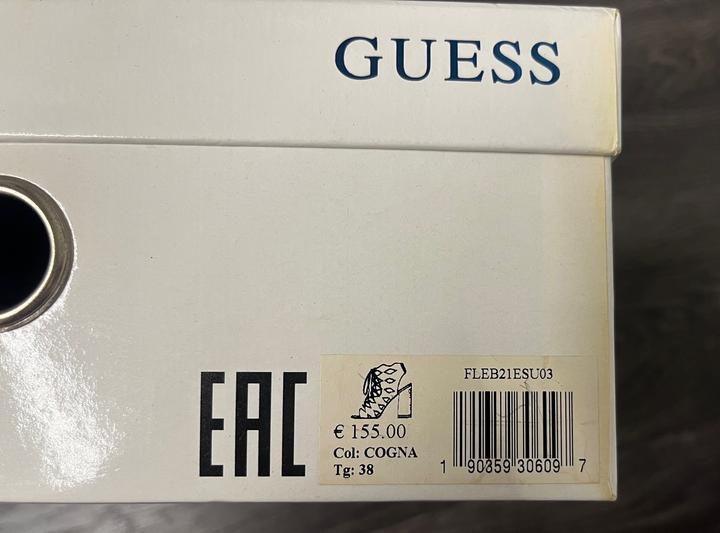 GUESS
EAC
FLEB21ESU03
€ 155.00
Col: COGNA
Tg: 38
1 90359 30609 7